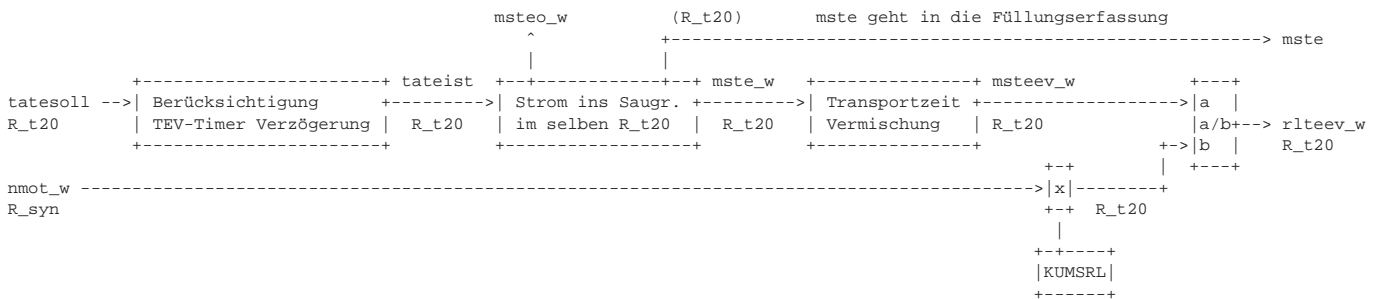 msteo_w (R_t20) mste geht in die Füllungserfassung
^ +---------------------------------------------------------> mste
| |
+-----------------------+ tateist +--+------------+--+ mste_w +---------------+ msteev_w +---+
tatesoll -->| Berücksichtigung +--------->| Strom ins Saugr. +--------->| Transportzeit +------------------->|a |
R_t20 | TEV-Timer Verzögerung | R_t20 | im selben R_t20 | R_t20 | Vermischung | R_t20 |a/b+--> rlteev_w
+-----------------------+ +------------------+ +---------------+ +->|b | R_t20
+-+ | +---+
nmot_w -------------------------------------------------------------------------------------------->|x|--------+
R_syn +-+ R_t20
|
+-+----+
|KUMSRL|
+------+